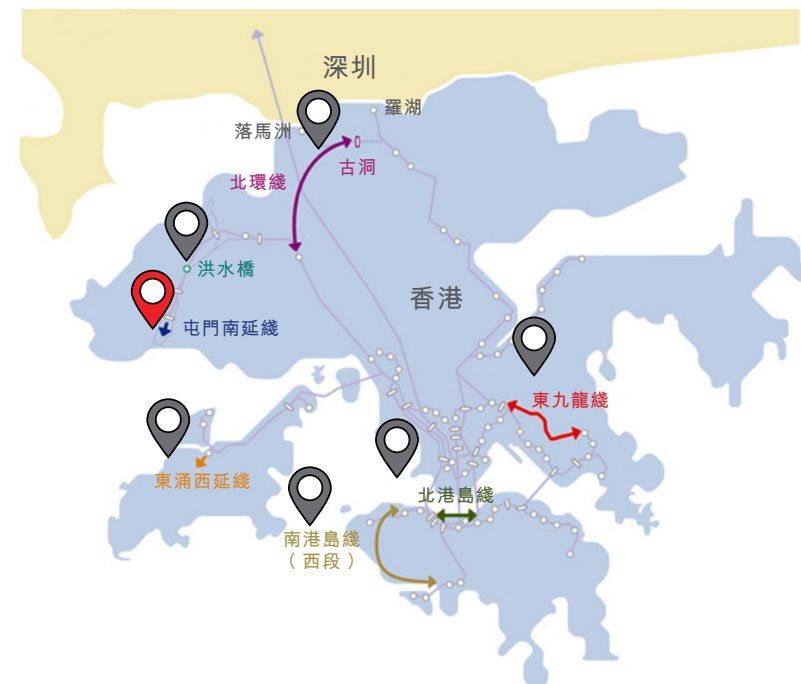 深圳
羅湖
落馬洲
古洞
北環綫
洪水橋
香港
屯門南延綫
東九龍綫
東涌西延綫
北港島綫
南港島綫
（西段）